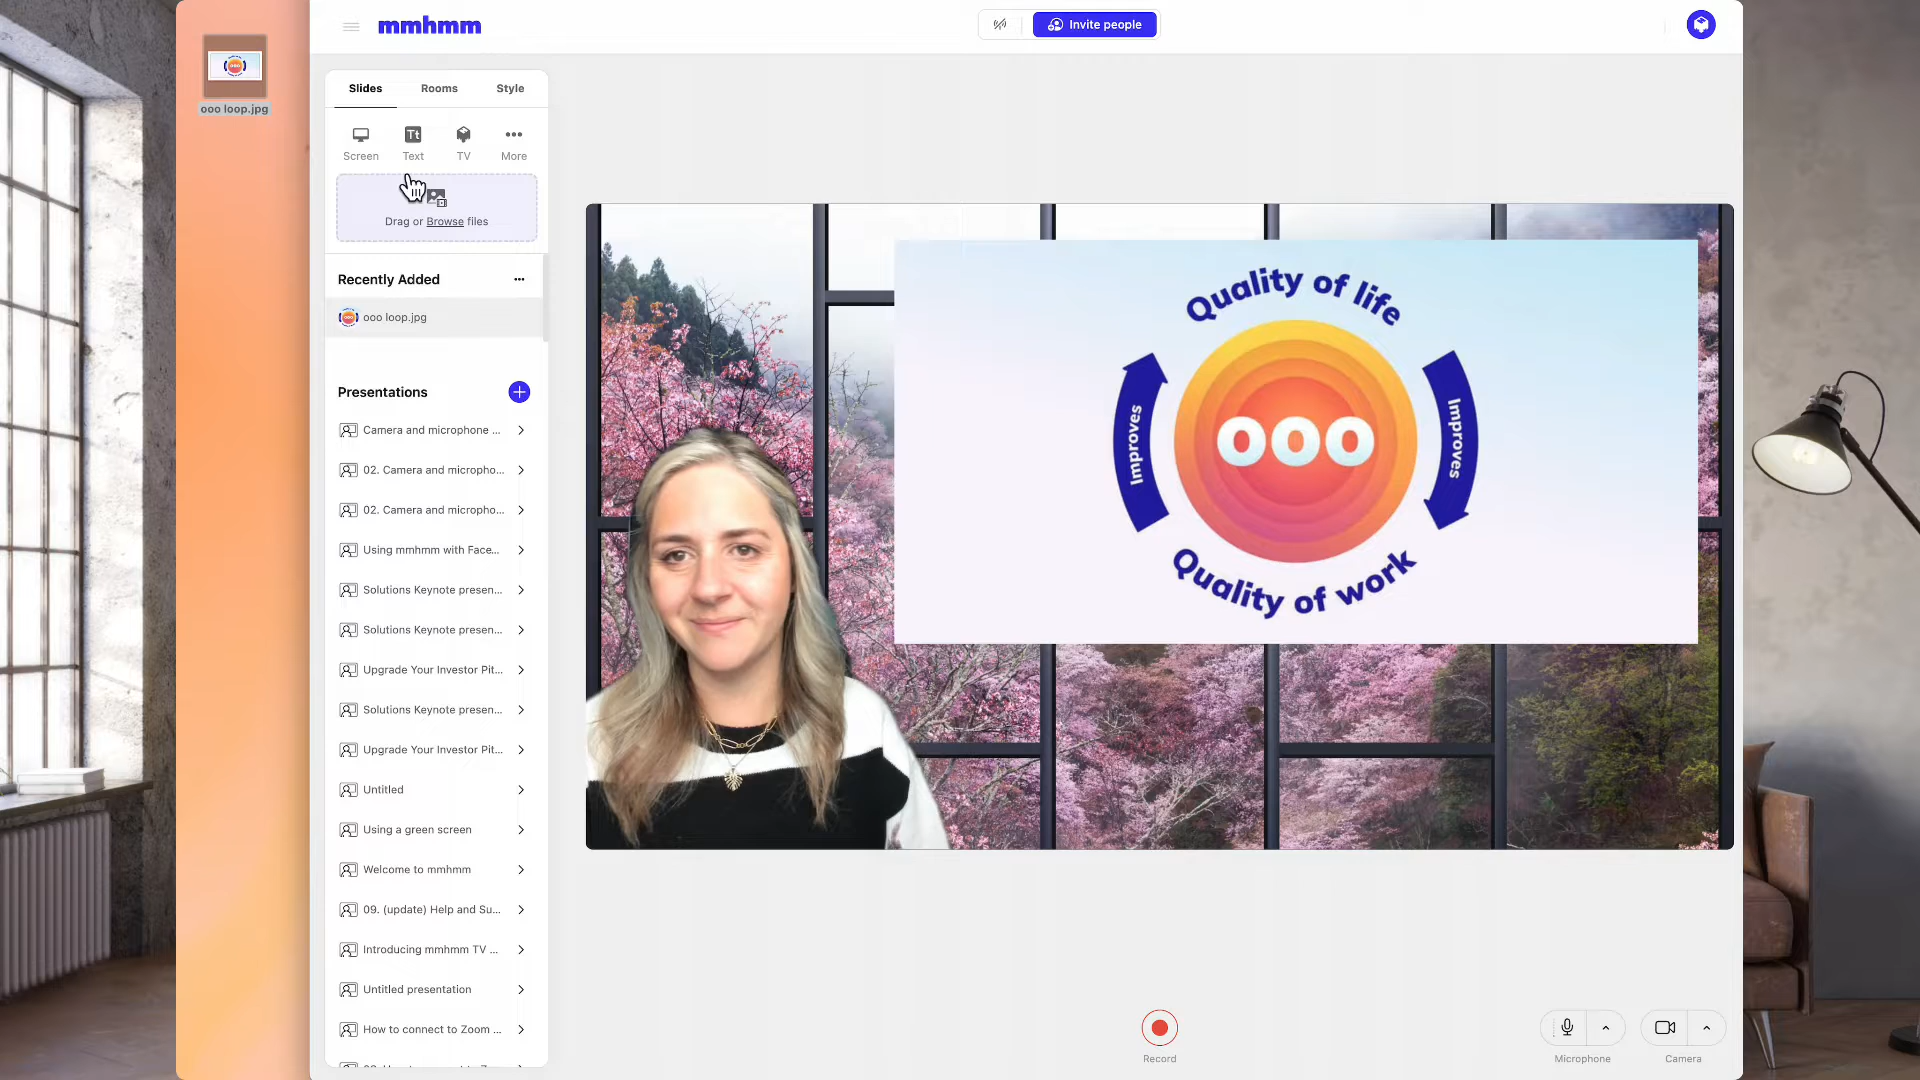 mmhmm
Invite people
ooo loop.jpg
Slides
Rooms
Style
Tt
Screen
Text
TV
More
Drag or Browse files
Recently Added
ooo loop.jpg
Presentations
Camera and microphone ...
02. Camera and micropho...
02. Camera and micropho...
Using mmhmm with Face...
Solutions Keynote presen...
Solutions Keynote presen...
Upgrade Your Investor Pit...
Solutions Keynote presen...
Upgrade Your Investor Pit...
Untitled
Using a green screen
Welcome to mmhmm
09. (update) Help and Su...
Introducing mmhmm TV ...
Untitled presentation
How to connect to Zoom ...
Quality of life
Improves
OOO
Improves
Quality of work
Record
Microphone
Camera